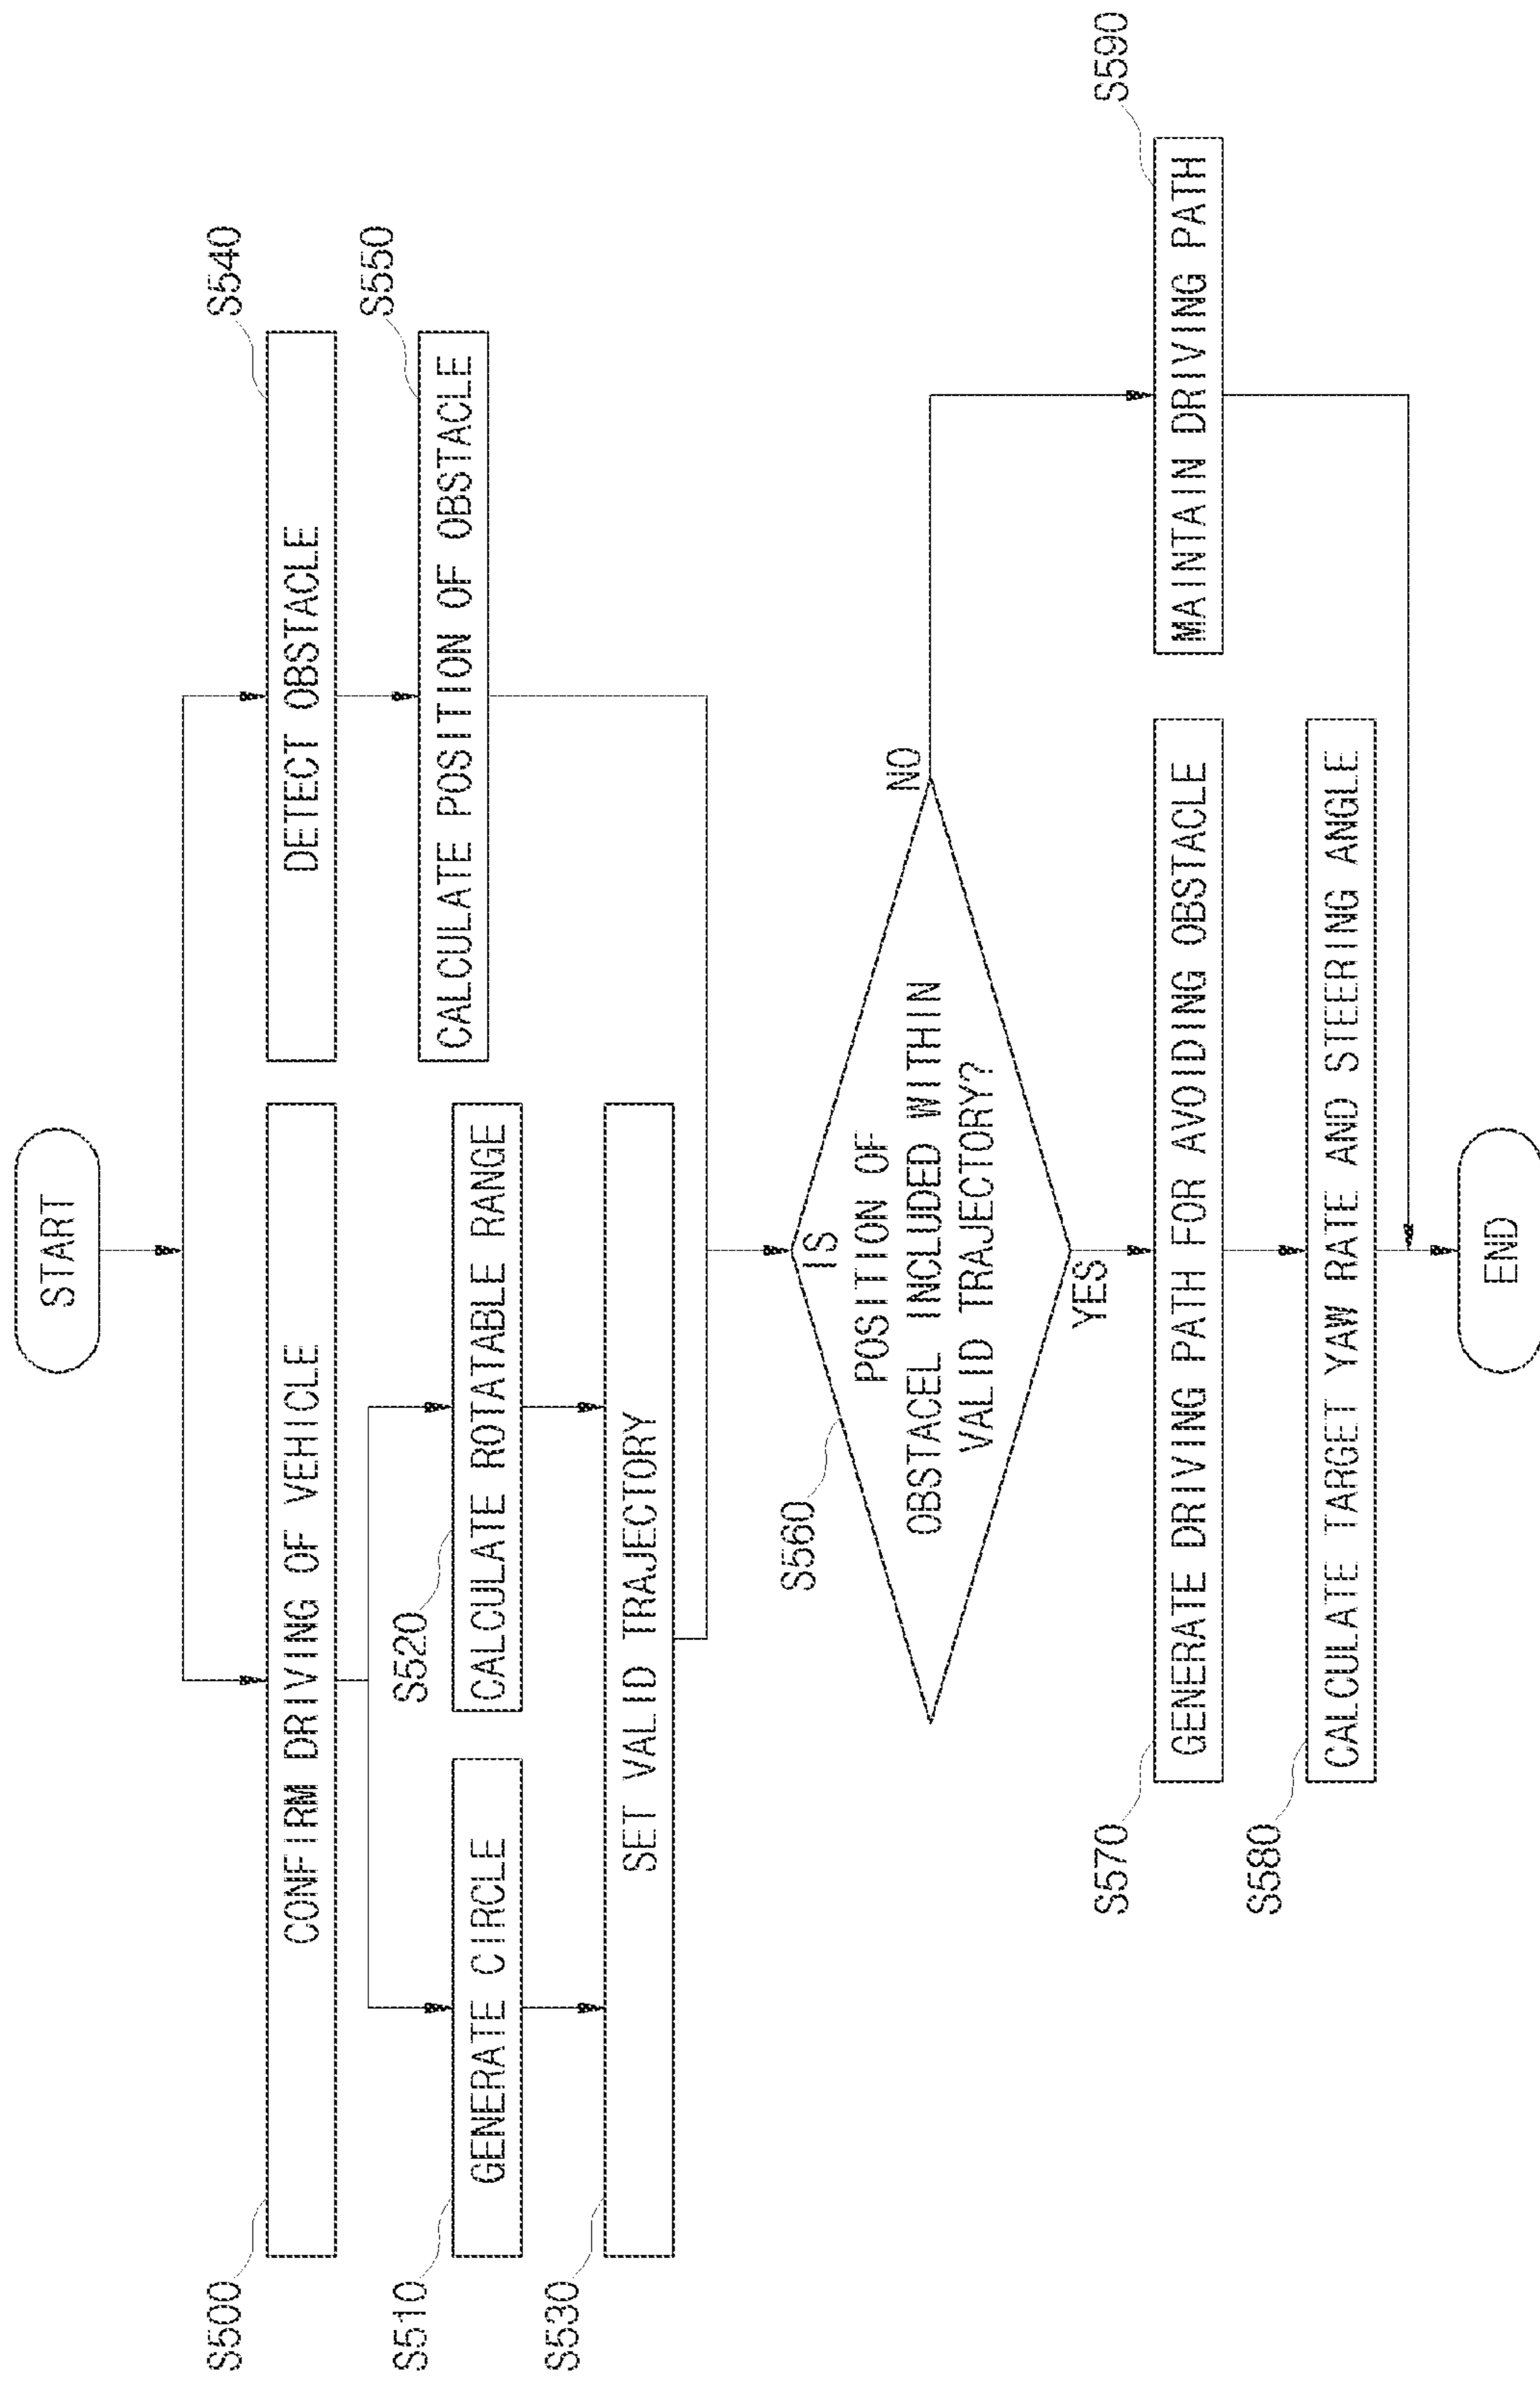 START
S500
CONFIRM DRIVING OF VEHICLE
S540
DETECT OBSTACLE
S510
GENERATE CIRCLE
S520
CALCULATE ROTATABLE RANGE
S550
CALCULATE POSITION OF OBSTACLE
S530
SET VALID TRAJECTORY
S560
IS
POSITION OF
OBSTACEL INCLUDED WITHIN
VALID TRAJECTORY?
NO
YES
S570
GENERATE DRIVING PATH FOR AVOIDING OBSTACLE
S590
MAINTAIN DRIVING PATH
S580
CALCULATE TARGET YAW RATE AND STEERING ANGLE
END